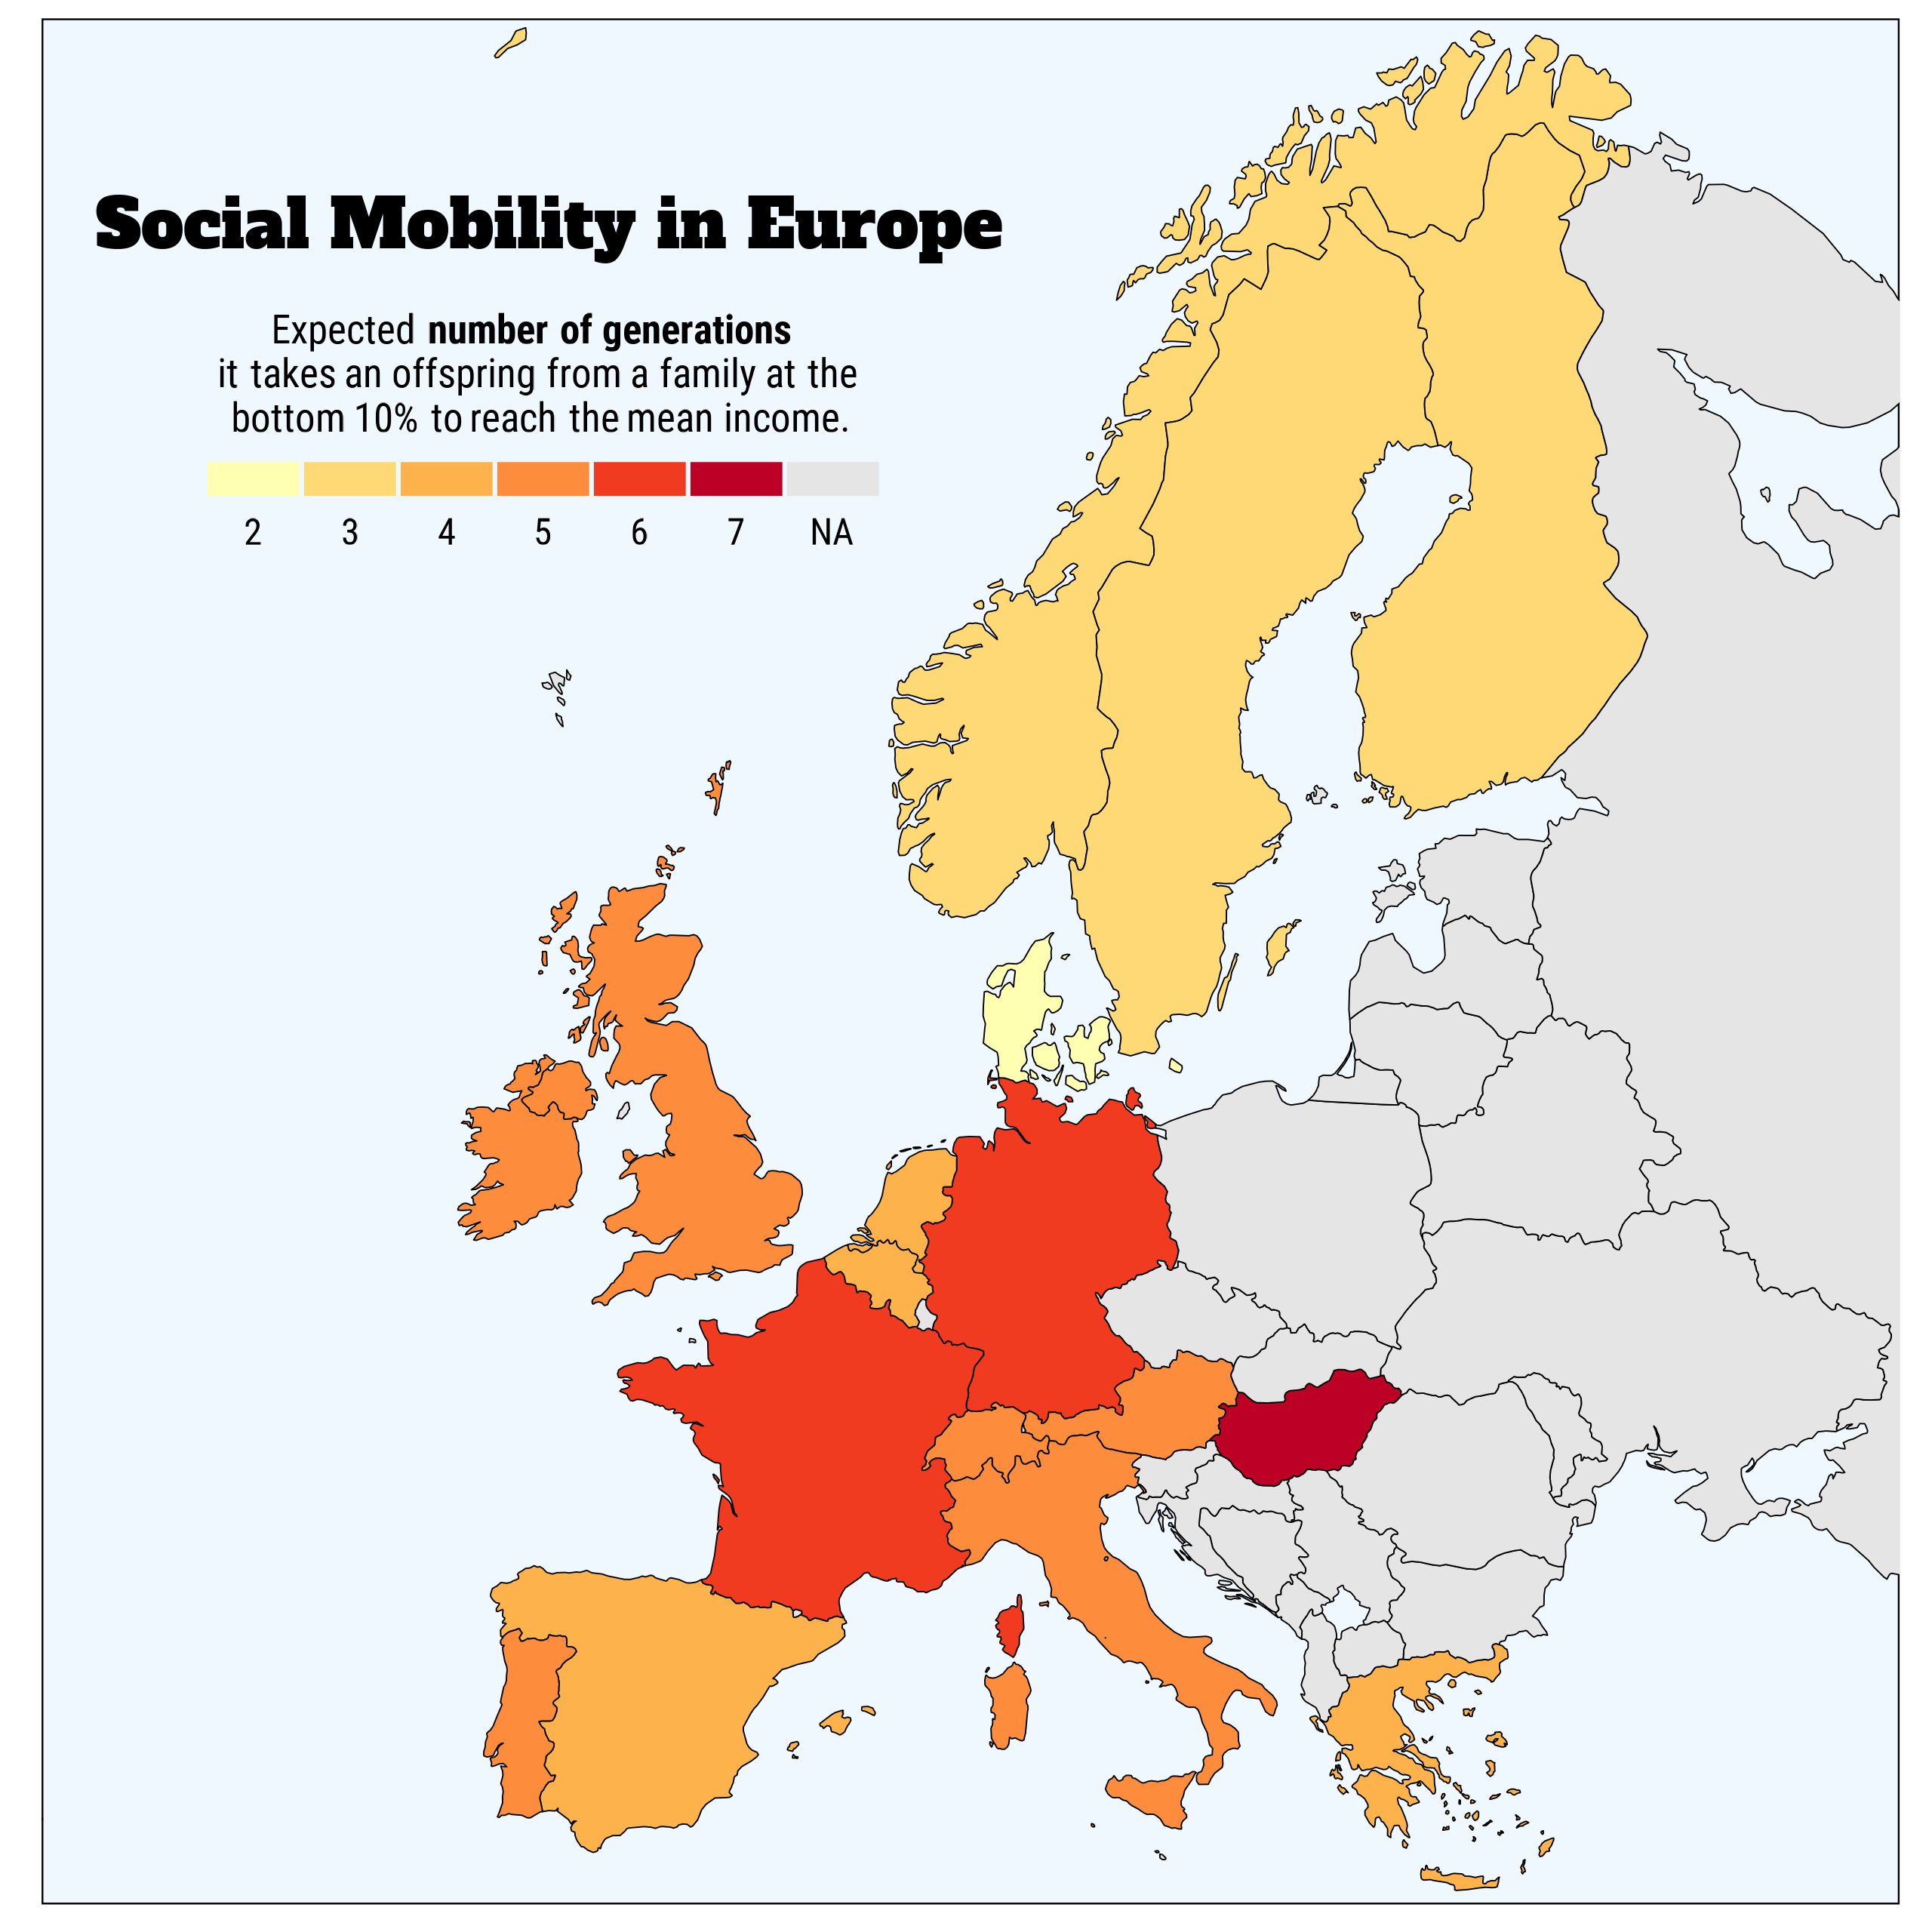 Social Mobility in Europe
Expected number of generations
it takes an offspring from a family at the
bottom 10% to reach the mean income.
2 3 4 5 6 7 NA